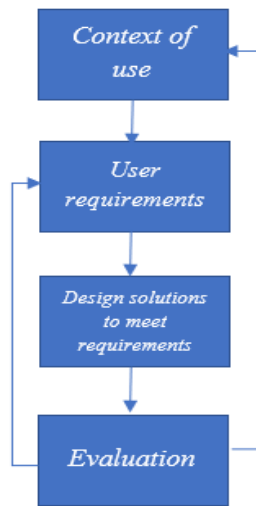 Context of
use
User
requirements
Design solutions
to meet
requirements
Evaluation